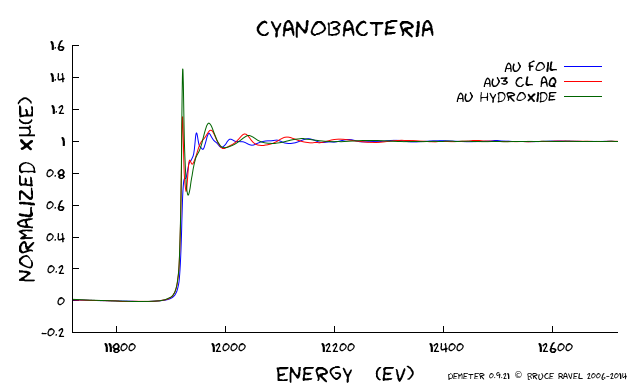 CYANOBACTERIA
NORMALIZED XΜ(E)
1.6
1.4
1.2
1
0.8
0.6
0.4
0.2
0
-0.2
AU FOIL
AU3 CL AQ
AU HYDROXIDE
11800 12000 12200 12400 12600
ENERGY (EV)
DEMETER 0.9.21 © BRUCE RAVEL 2006-2014